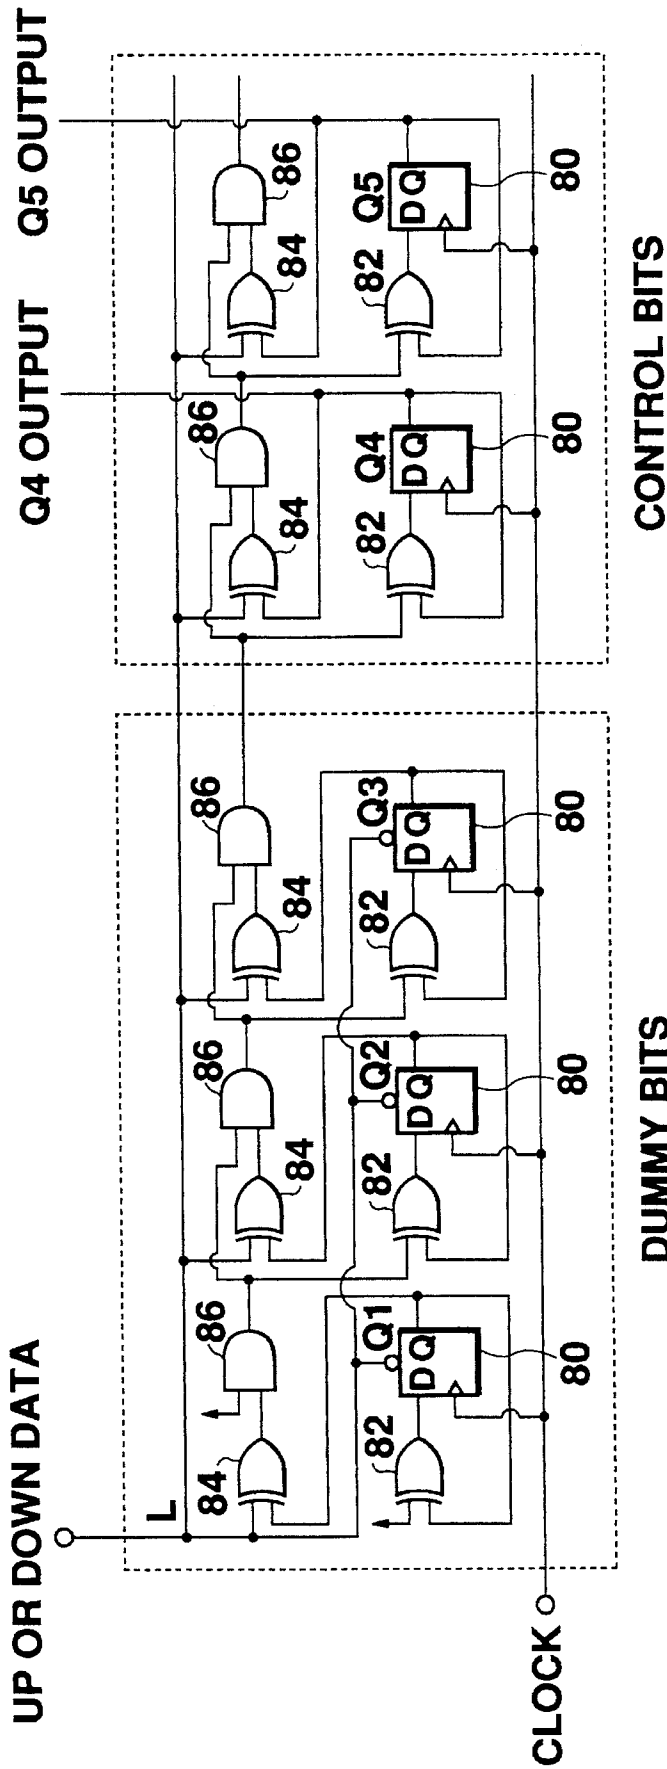 UP OR DOWN DATA
Q4 OUTPUT
Q5 OUTPUT
L
84
86
84
86
84
86
84
86
84
86
82
Q1
D Q
80
82
Q2
D Q
80
82
Q3
D Q
80
82
Q4
D Q
80
82
Q5
D Q
80
CLOCK
DUMMY BITS
CONTROL BITS